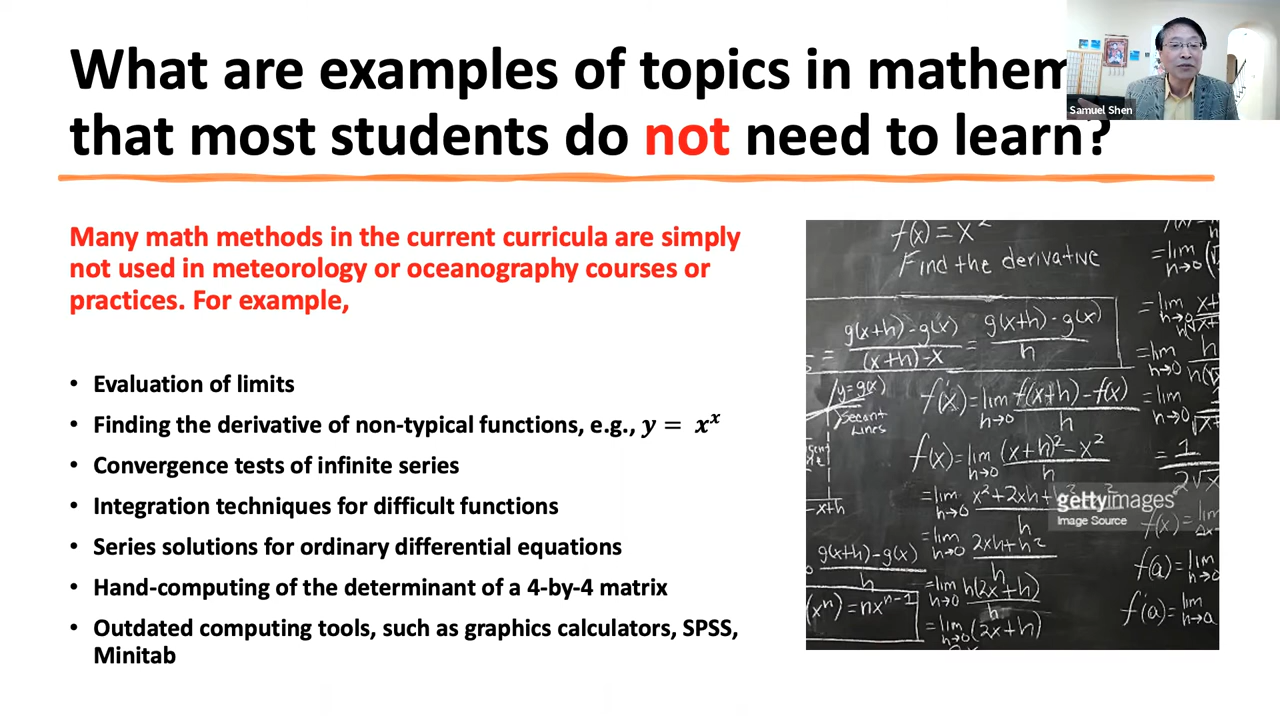 What are examples of topics in mathem
that most students do not need to learn?
Samuel Shen
Many math methods in the current curricula are simply
not used in meteorology or oceanography courses or
practices. For example,
• Evaluation of limits
• Finding the derivative of non-typical functions, e.g., y = xˣ
• Convergence tests of infinite series
• Integration techniques for difficult functions
• Series solutions for ordinary differential equations
• Hand-computing of the determinant of a 4-by-4 matrix
• Outdated computing tools, such as graphics calculators, SPSS,
Minitab
f(x) = x²
Find the derivative
g(x+h) - g(x) / (x+h) - x = g(x+h) - g(x) / h
y = g(x)
Secant
Lines
f'(x) = lim h→0 f(x+h) - f(x) / h
f(x) = lim h→0 (x+h)² - x² / h
-x+h
= lim h→0 2xh + h² / h
g(x+h) - g(x) / h
= lim h→0 h(2x+h) / h
(xⁿ) = nxⁿ⁻¹
= lim h→0 (2x+h)
= 1 / 2√x
f'(a) = lim h→0
f'(a) = lim h→a
gettyimages
Image Source